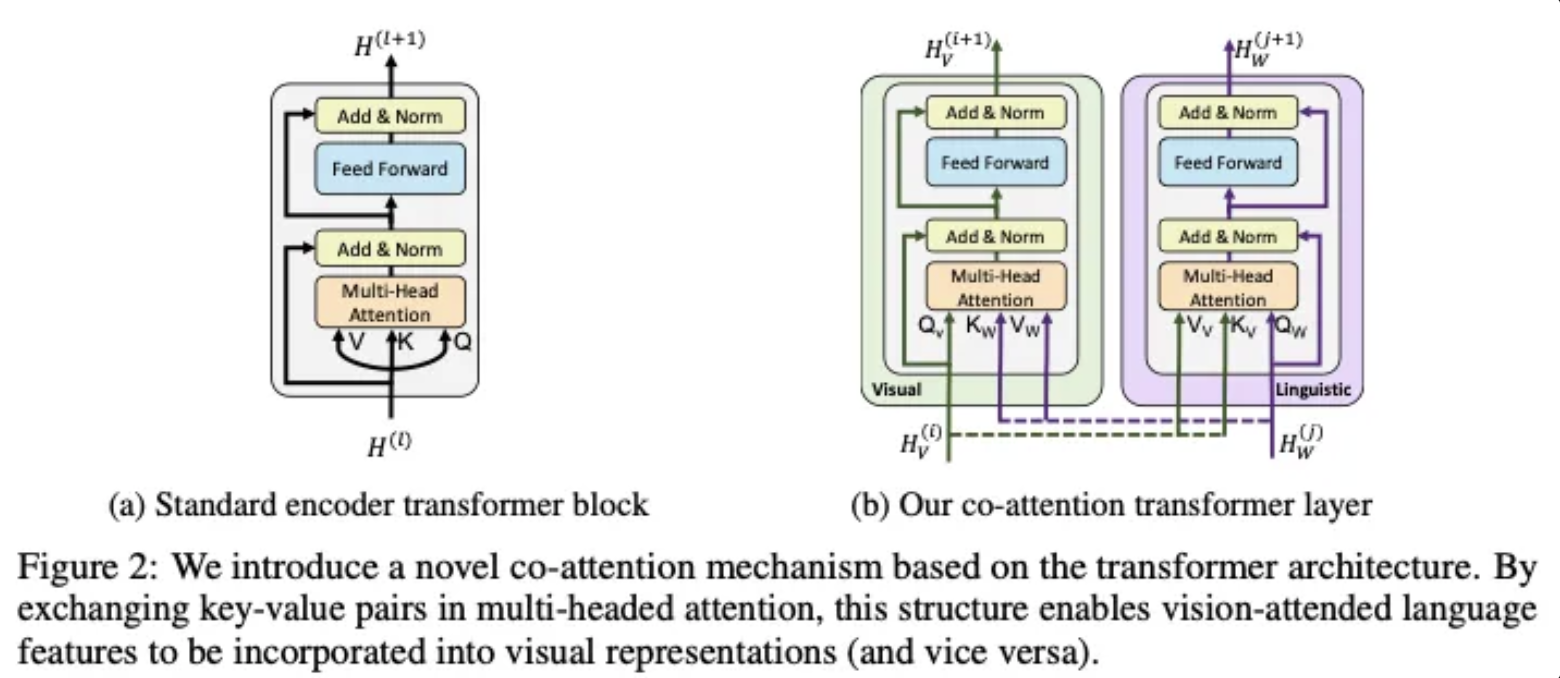 H^(l+1)
Add & Norm
Feed Forward
Add & Norm
Multi-Head
Attention
V K Q
H^(l)
(a) Standard encoder transformer block
H_V^(i+1)
Add & Norm
Feed Forward
Add & Norm
Multi-Head
Attention
Q_v K_W V_W
Visual
H_V^(i)
H_W^(j+1)
Add & Norm
Feed Forward
Add & Norm
Multi-Head
Attention
V_V K_V Q_W
Linguistic
H_W^(j)
(b) Our co-attention transformer layer
Figure 2: We introduce a novel co-attention mechanism based on the transformer architecture. By
exchanging key-value pairs in multi-headed attention, this structure enables vision-attended language
features to be incorporated into visual representations (and vice versa).